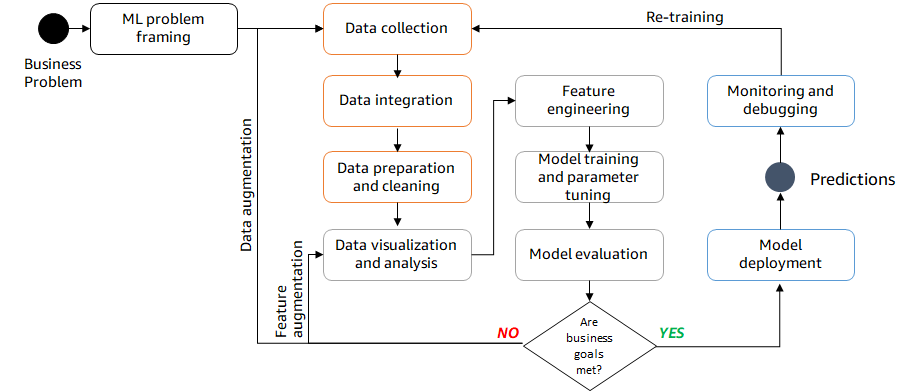 ML problem
framing
Business
Problem
Data collection
Re-training
Data integration
Feature
engineering
Monitoring and
debugging
Data preparation
and cleaning
Model training
and parameter
tuning
Predictions
Data augmentation
Data visualization
and analysis
Model evaluation
Model
deployment
Feature
augmentation
NO
Are
business
goals
met?
YES